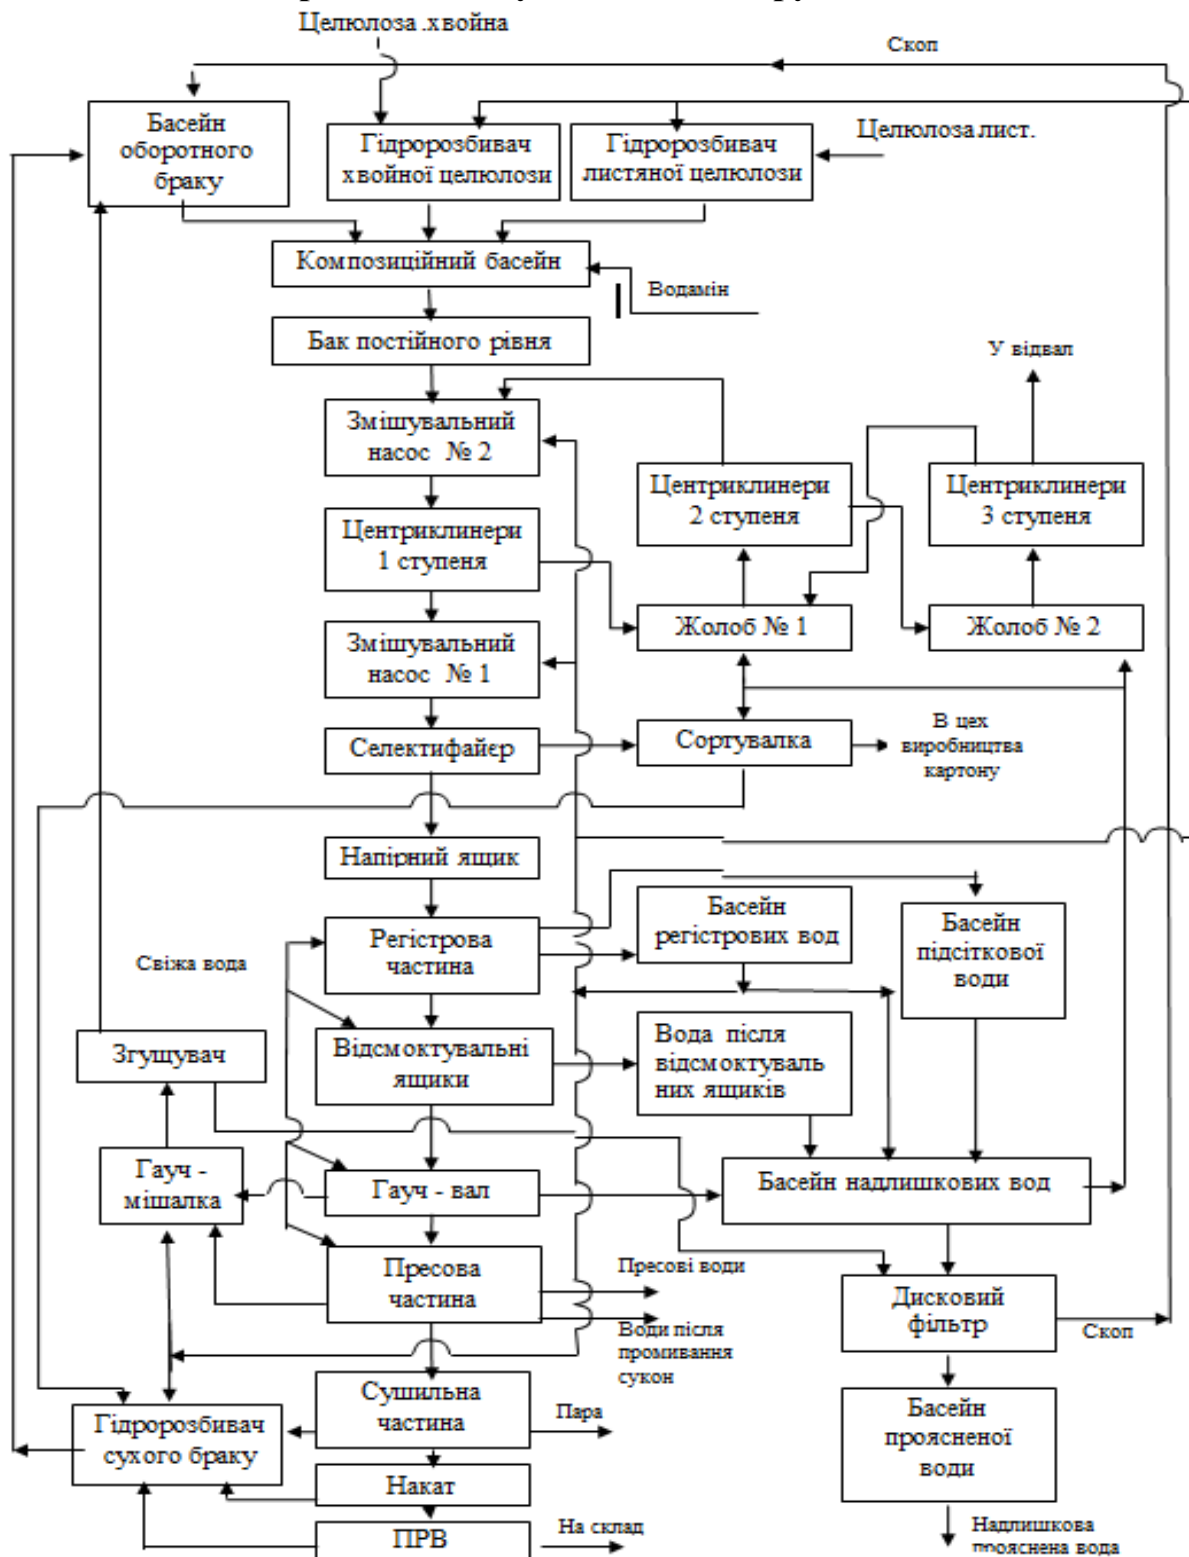 Целюлоза .хвойна
Скоп
Басейн
оборотного
браку
Гідророзбивач
хвойної целюлози
Гідророзбивач
листяної целюлози
Целюлоза лист.
Композиційний басейн
Водамін
Бак постійного рівня
У відвал
Змішувальний
насос № 2
Центриклинери
2 ступеня
Центриклинери
3 ступеня
Центриклинери
1 ступеня
Жолоб № 1
Жолоб № 2
Змішувальний
насос № 1
Селектифайєр
Сортувалка
В цех
виробництва
картону
Напірний ящик
Басейн
регістрових вод
Басейн
підсіткової
води
Регістрова
частина
Свіжа вода
Згущувач
Відсмоктувальні
ящики
Вода після
відсмоктуваль
них ящиків
Гауч -
мішалка
Гауч - вал
Басейн надлишкових вод
Пресова
частина
Пресові води
Води після
промивання
сукон
Дисковий
фільтр
Скоп
Сушильна
частина
Пара
Гідророзбивач
сухого браку
Басейн
проясненої
води
Накат
ПРВ
На склад
Надлишкова
прояснена вода